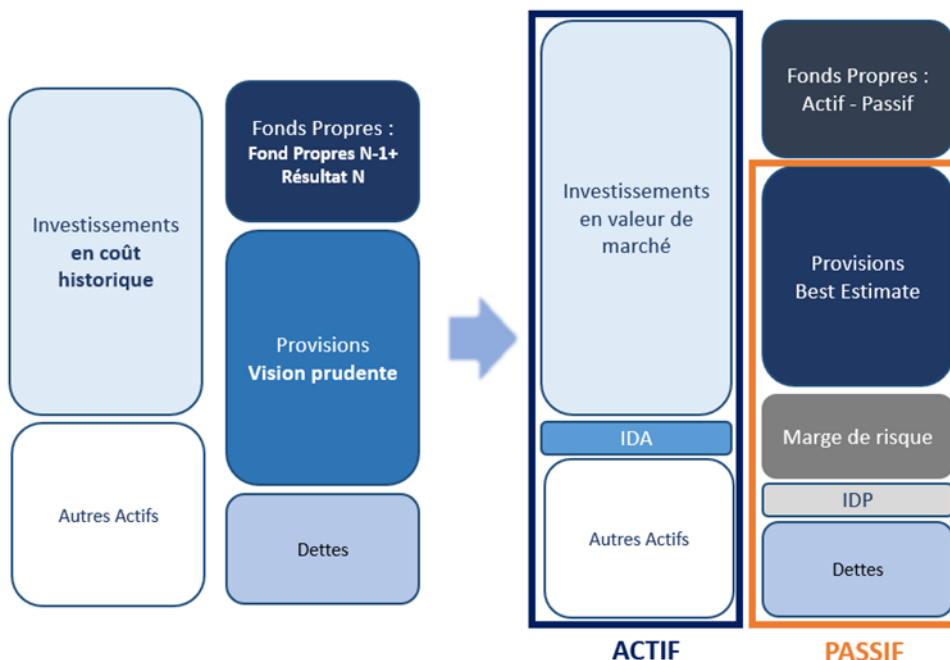 Investissements
en coût
historique
Autres Actifs
Fonds Propres :
Fond Propres N-1+
Résultat N
Provisions
Vision prudente
Dettes
Investissements
en valeur de
marché
IDA
Autres Actifs
ACTIF
Fonds Propres :
Actif - Passif
Provisions
Best Estimate
Marge de risque
IDP
Dettes
PASSIF